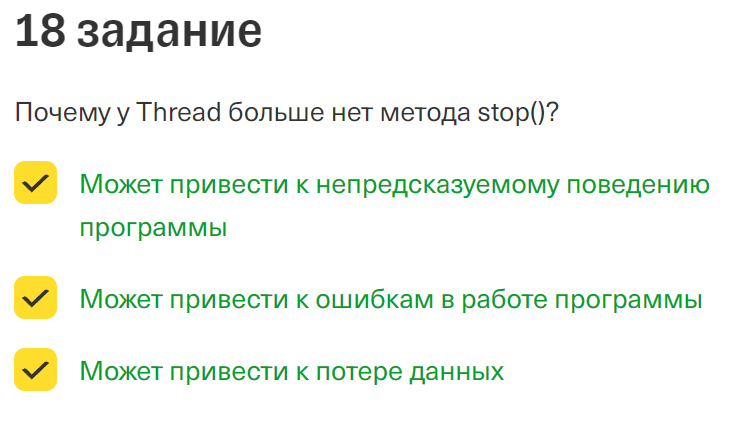 18 задание
Почему у Thread больше нет метода stop()?
Может привести к непредсказуемому поведению
программы
Может привести к ошибкам в работе программы
Может привести к потере данных